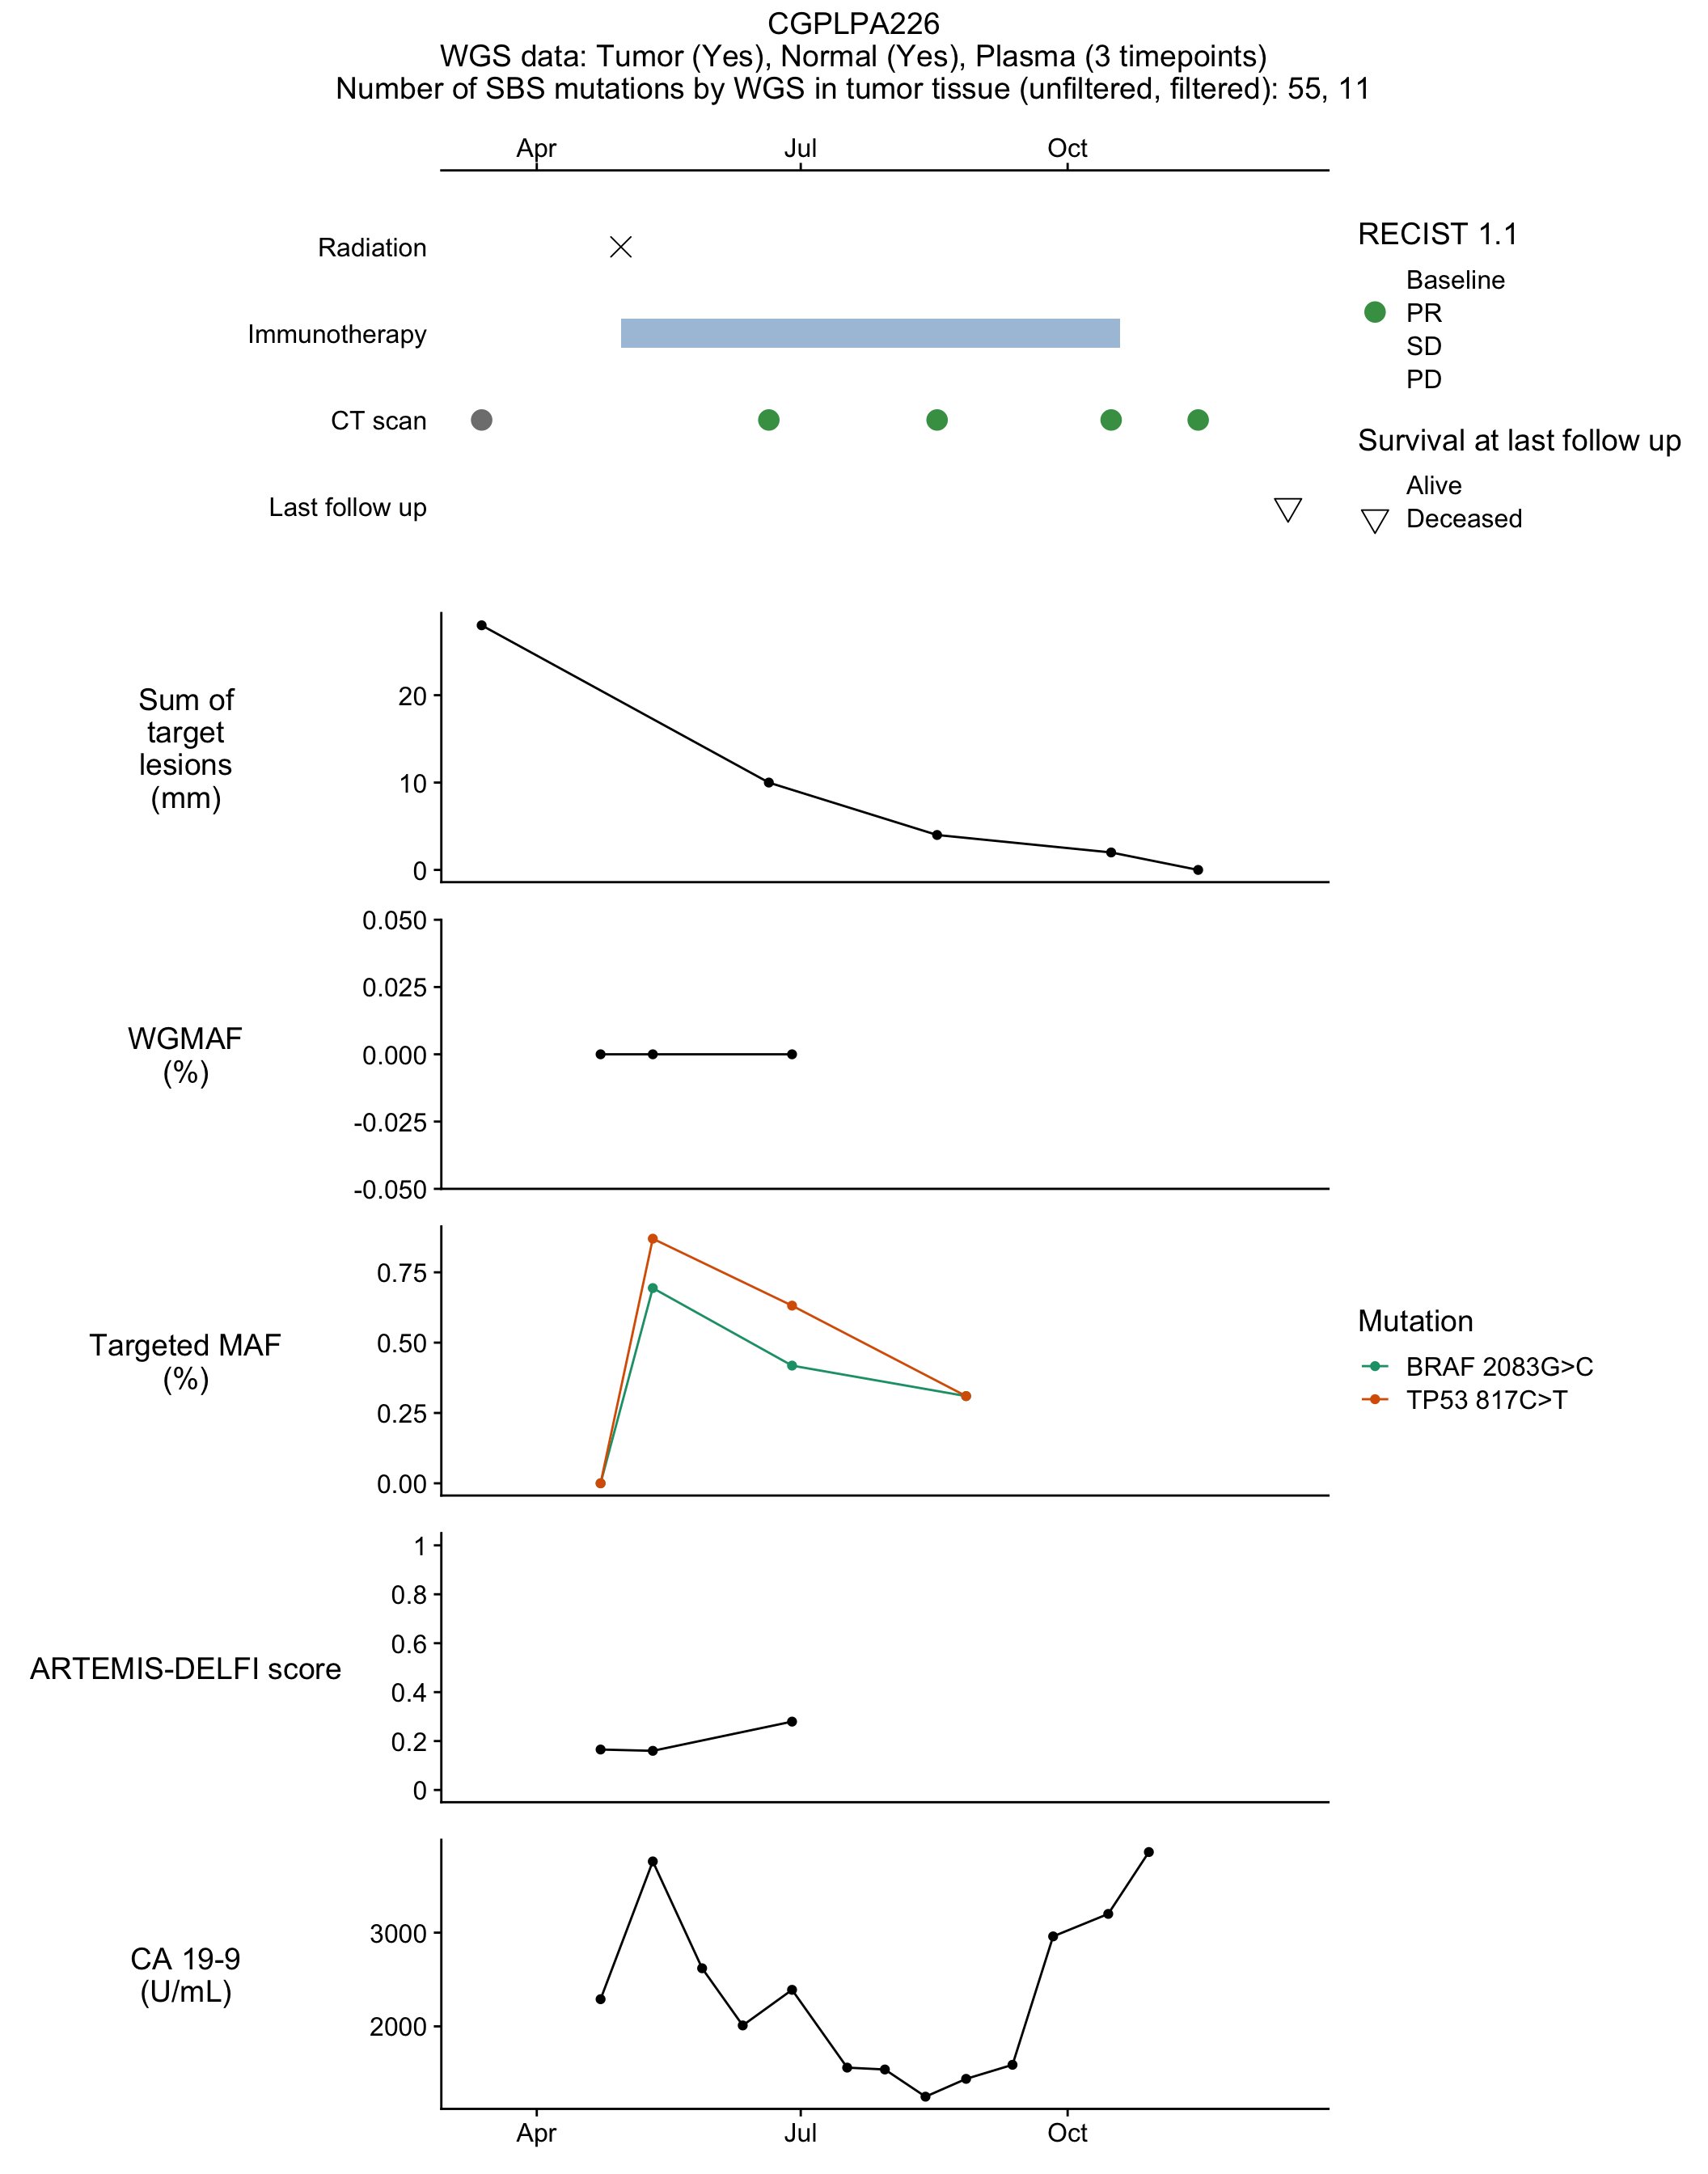 CGPLPA226
WGS data: Tumor (Yes), Normal (Yes), Plasma (3 timepoints)
Number of SBS mutations by WGS in tumor tissue (unfiltered, filtered): 55, 11
Apr Jul Oct
Radiation
Immunotherapy
CT scan
Last follow up
RECIST 1.1
Baseline
PR
SD
PD
Survival at last follow up
Alive
Deceased
Sum of
target
lesions
(mm)
20
10
0
WGMAF
(%)
0.050
0.025
0.000
-0.025
-0.050
Targeted MAF
(%)
0.75
0.50
0.25
0.00
Mutation
BRAF 2083G>C
TP53 817C>T
ARTEMIS-DELFI score
1
0.8
0.6
0.4
0.2
0
CA 19-9
(U/mL)
3000
2000
Apr Jul Oct